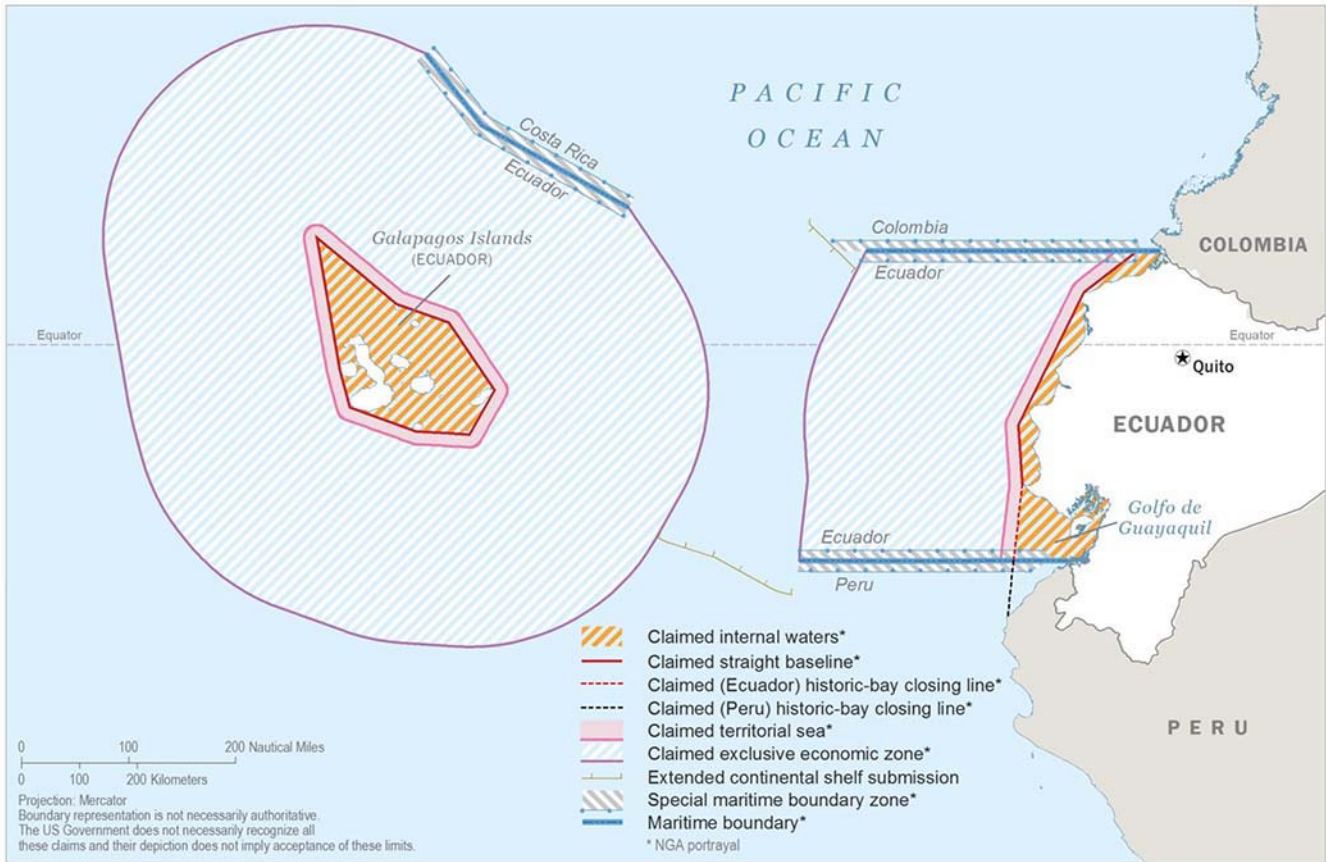 PACIFIC
OCEAN
Costa Rica
Ecuador
Galapagos Islands
(ECUADOR)
Colombia
Ecuador
COLOMBIA
Equator
Equator
Quito
ECUADOR
Golfo de
Guayaquil
Ecuador
Peru
PERU
Claimed internal waters*
Claimed straight baseline*
Claimed (Ecuador) historic-bay closing line*
Claimed (Peru) historic-bay closing line*
Claimed territorial sea*
Claimed exclusive economic zone*
Extended continental shelf submission
Special maritime boundary zone*
Maritime boundary*
* NGA portrayal
0 100 200 Nautical Miles
0 100 200 Kilometers
Projection: Mercator
Boundary representation is not necessarily authoritative.
The US Government does not necessarily recognize all
these claims and their depiction does not imply acceptance of these limits.